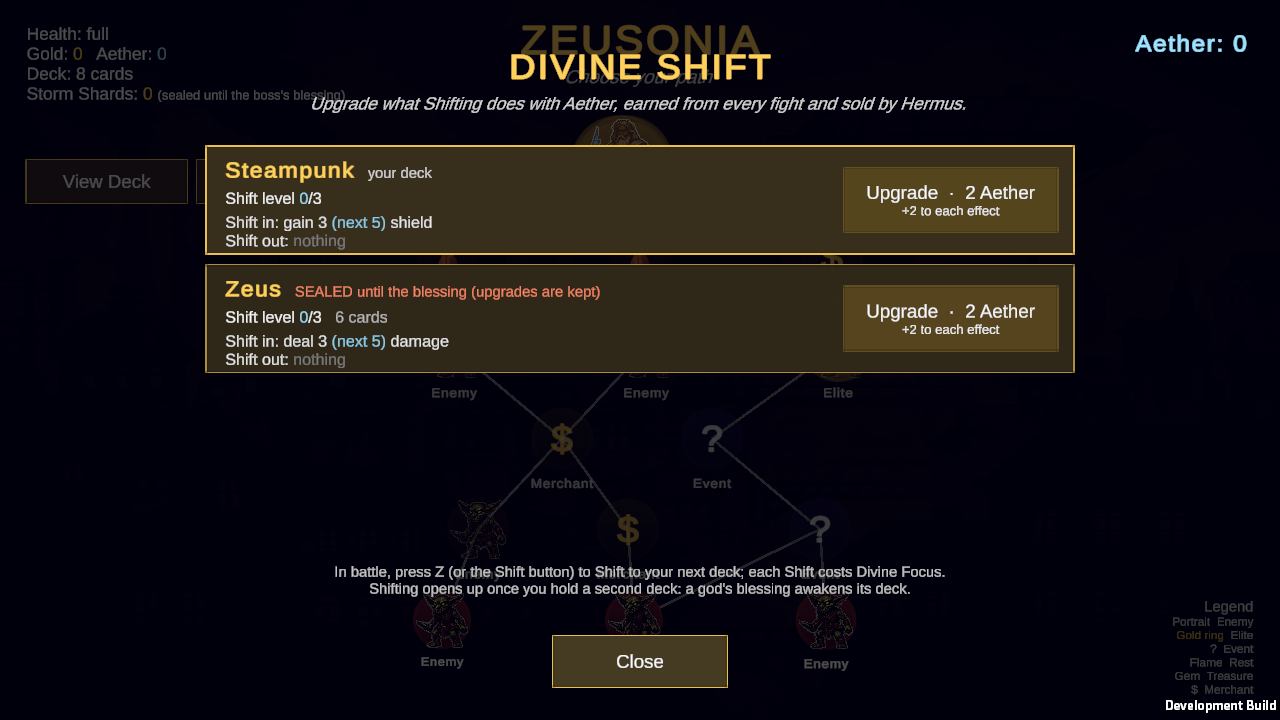 Health: full
Gold: 0 Aether: 0
Deck: 8 cards
Storm Shards: 0 (sealed until the boss's blessing)
ZEUSONIA
Choose your path
DIVINE SHIFT
Aether: 0
Upgrade what Shifting does with Aether, earned from every fight and sold by Hermus.
View Deck
Steampunk your deck
Shift level 0/3
Shift in: gain 3 (next 5) shield
Shift out: nothing
Upgrade · 2 Aether
+2 to each effect
Zeus SEALED until the blessing (upgrades are kept)
Shift level 0/3 6 cards
Shift in: deal 3 (next 5) damage
Shift out: nothing
Upgrade · 2 Aether
+2 to each effect
Enemy
Enemy
Elite
$
?
Merchant
Event
$
?
In battle, press Z (or the Shift button) to Shift to your next deck; each Shift costs Divine Focus.
Shifting opens up once you hold a second deck: a god's blessing awakens its deck.
Enemy
Enemy
Close
Legend
Portrait Enemy
Gold ring Elite
? Event
Flame Rest
Gem Treasure
$ Merchant
Development Build